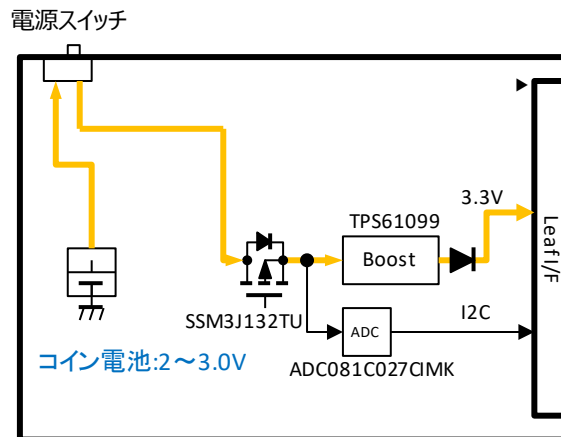 電源スイッチ
3.3V
TPS61099
Boost
Leaf I/F
SSM3J132TU
ADC
I2C
コイン電池:2～3.0V
ADC081C027CIMK